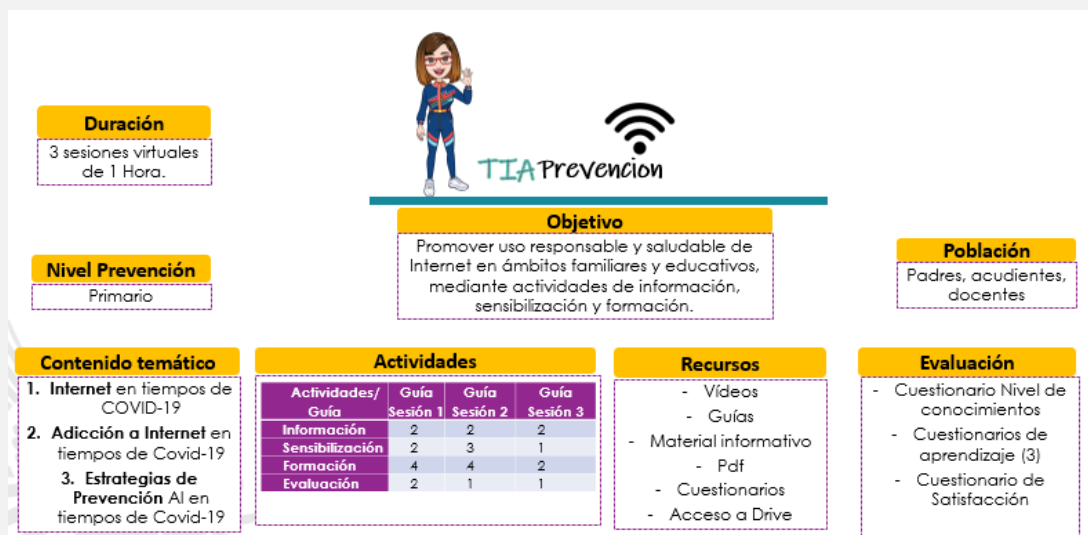 TIA Prevencion
Duración
3 sesiones virtuales
de 1 Hora.
Objetivo
Promover uso responsable y saludable de
Internet en ámbitos familiares y educativos,
mediante actividades de información,
sensibilización y formación.
Nivel Prevención
Primario
Población
Padres, acudientes,
docentes
Contenido temático
1. Internet en tiempos de
COVID-19
2. Adicción a Internet en
tiempos de Covid-19
3. Estrategias de
Prevención AI en
tiempos de Covid-19
Actividades
Actividades/ Guía Guía Guía
Guía Sesión 1 Sesión 2 Sesión 3
Información 2 2 2
Sensibilización 2 3 1
Formación 4 4 2
Evaluación 2 1 1
Recursos
- Vídeos
- Guías
- Material informativo
- Pdf
- Cuestionarios
- Acceso a Drive
Evaluación
- Cuestionario Nivel de
conocimientos
- Cuestionarios de
aprendizaje (3)
- Cuestionario de
Satisfacción